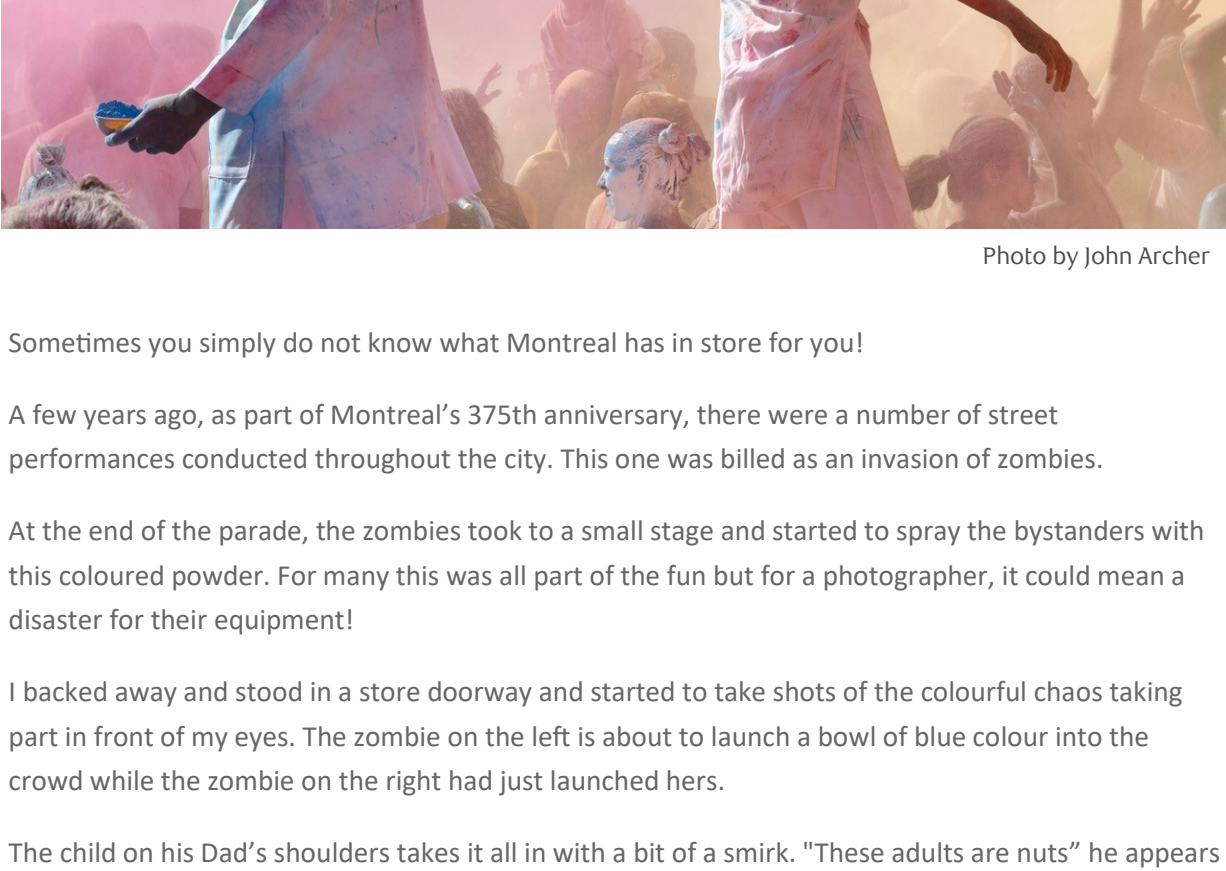 Photo by John Archer
Sometimes you simply do not know what Montreal has in store for you!
A few years ago, as part of Montreal’s 375th anniversary, there were a number of street
performances conducted throughout the city. This one was billed as an invasion of zombies.
At the end of the parade, the zombies took to a small stage and started to spray the bystanders with
this coloured powder. For many this was all part of the fun but for a photographer, it could mean a
disaster for their equipment!
I backed away and stood in a store doorway and started to take shots of the colourful chaos taking
part in front of my eyes. The zombie on the left is about to launch a bowl of blue colour into the
crowd while the zombie on the right had just launched hers.
The child on his Dad’s shoulders takes it all in with a bit of a smirk. "These adults are nuts” he appears